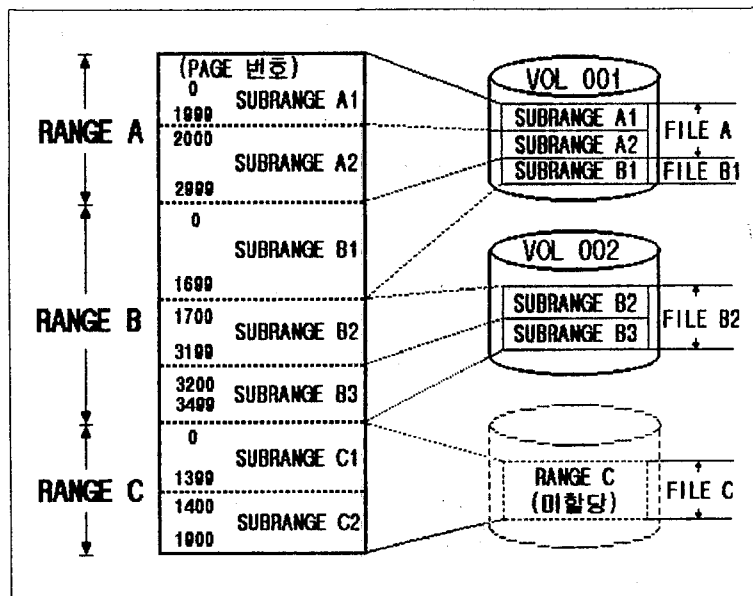 (PAGE 번호)
0
SUBRANGE A1
1999
RANGE A
2000
SUBRANGE A2
2999
0
SUBRANGE B1
1699
RANGE B
1700
SUBRANGE B2
3199
3200
SUBRANGE B3
3499
0
SUBRANGE C1
1399
RANGE C
1400
SUBRANGE C2
1900
VOL 001
SUBRANGE A1
SUBRANGE A2
FILE A
SUBRANGE B1
FILE B1
VOL 002
SUBRANGE B2
SUBRANGE B3
FILE B2
RANGE C
(미할당)
FILE C